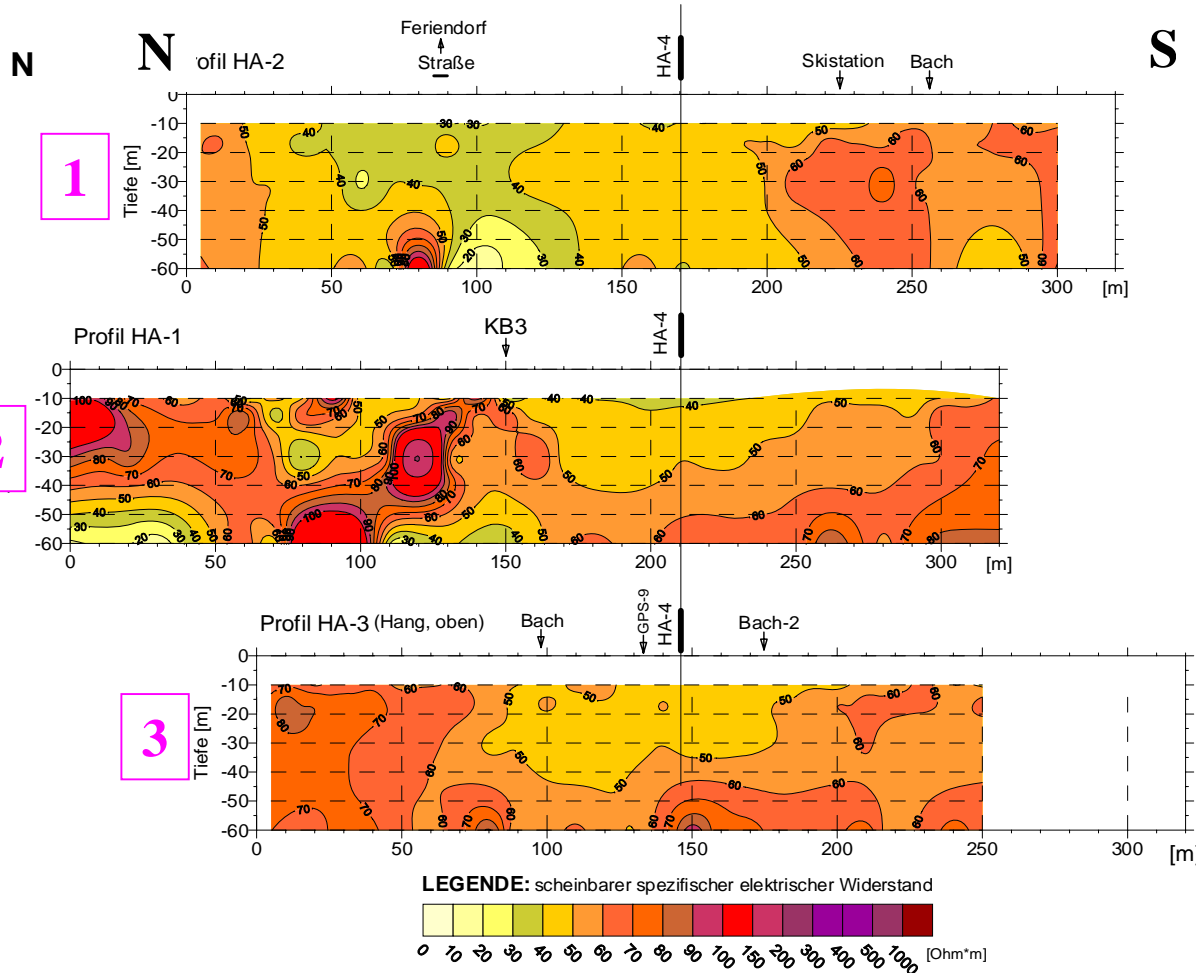 Feriendorf
Straße
N
N
ofil HA-2
HA-4
Skistation
Bach
S
1
Tiefe [m]
0
-10
-20
-30
-40
-50
-60
0 50 100 150 200 250 300 [m]
Profil HA-1
KB3
HA-4
2
0
-10
-20
-30
-40
-50
-60
0 50 100 150 200 250 300 [m]
Profil HA-3 (Hang, oben)
Bach
GPS-9
HA-4
Bach-2
3
Tiefe [m]
0
-10
-20
-30
-40
-50
-60
0 50 100 150 200 250 300 [m]
LEGENDE: scheinbarer spezifischer elektrischer Widerstand
0 10 20 30 40 50 60 70 80 90 100 150 200 300 400 500 1000 [Ohm*m]